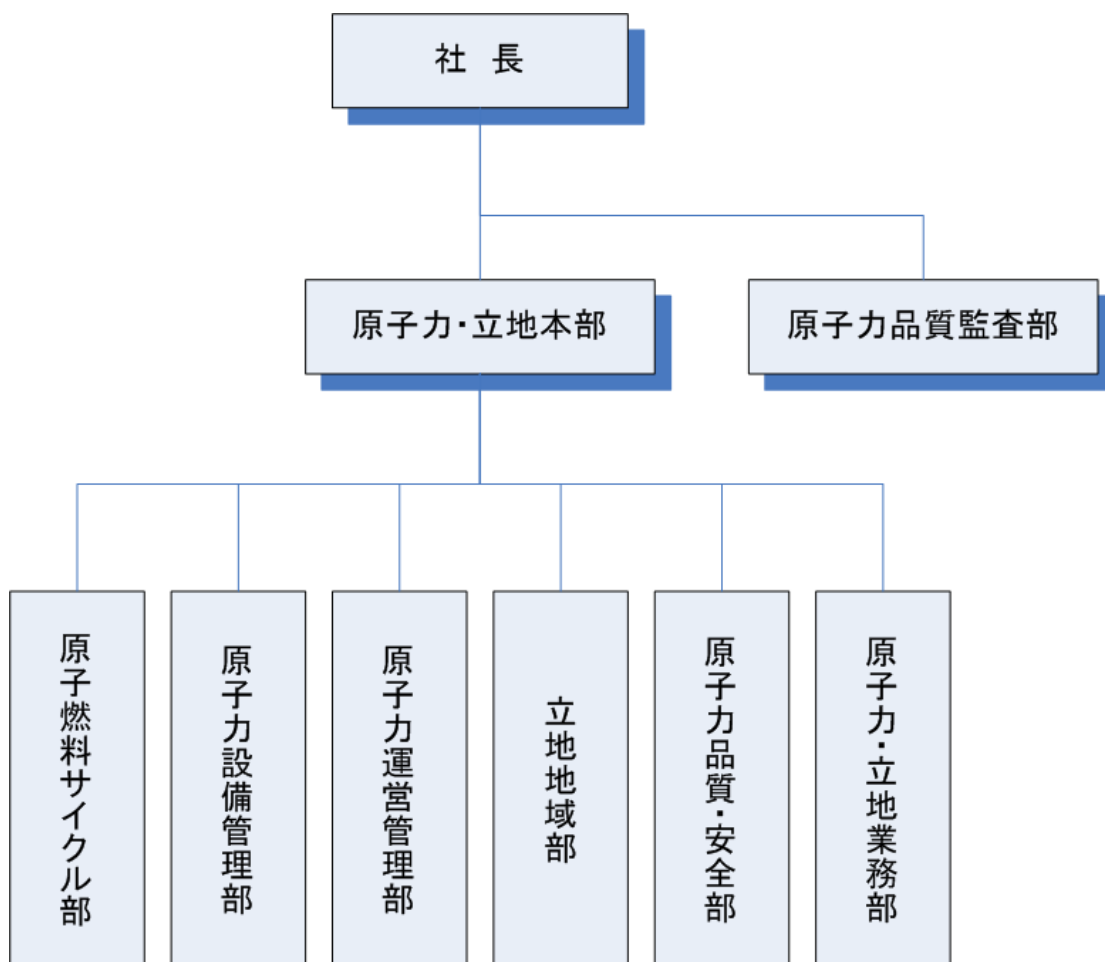 社 長
原子力・立地本部
原子力品質監査部
原子燃料サイクル部
原子力設備管理部
原子力運営管理部
立地地域部
原子力品質・安全部
原子力・立地業務部